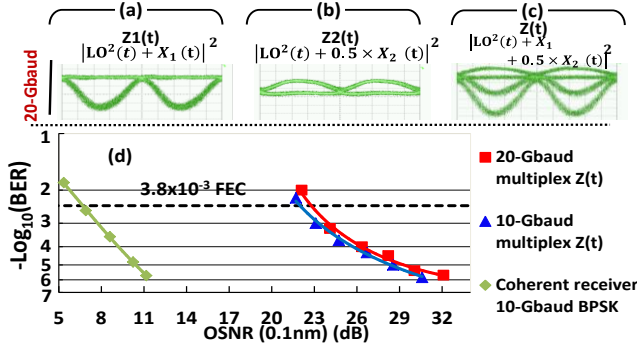 (a)
(b)
(c)
Z1(t)
Z2(t)
Z(t)
|LO²(t) + X₁ (t)|²
|LO²(t) + 0.5 × X₂ (t)|²
|LO²(t) + X₁
+ 0.5× X₂ (t)|²
20-Gbaud
(d)
3.8x10⁻³ FEC
-Log₁₀(BER)
1
2
3
4
5
6
7
5 8 11 14 17 20 23 26 29 32
OSNR (0.1nm) (dB)
20-Gbaud
multiplex Z(t)
10-Gbaud
multiplex Z(t)
Coherent receiver
10-Gbaud BPSK